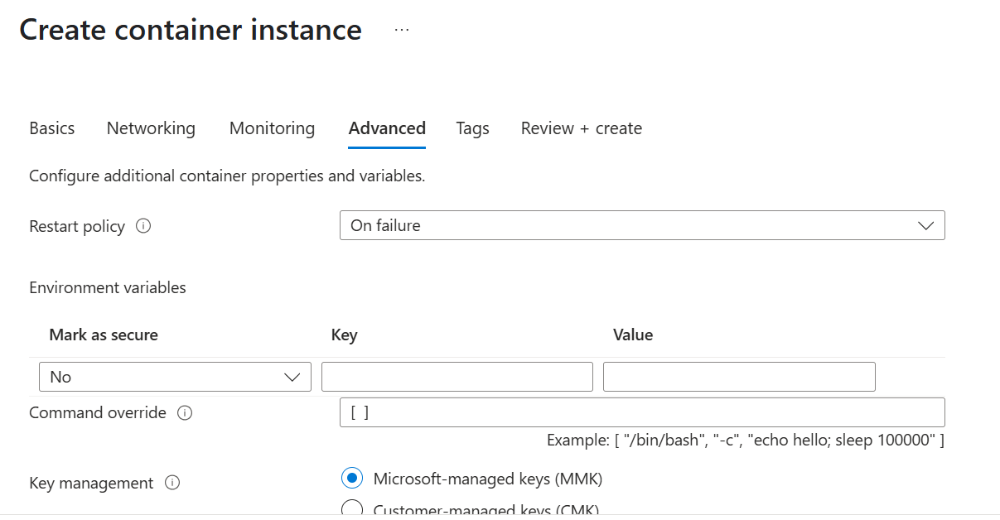 Create container instance ...
Basics Networking Monitoring Advanced Tags Review + create
Configure additional container properties and variables.
Restart policy On failure
Environment variables
Mark as secure Key Value
No
Command override [ ]
Example: [ "/bin/bash", "-c", "echo hello; sleep 100000" ]
Key management Microsoft-managed keys (MMK)
Customer-managed keys (CMK)